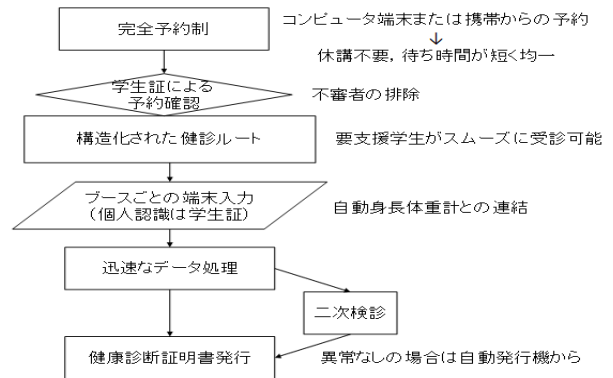 完全予約制
コンピュータ端末または携帯からの予約
↓
休講不要，待ち時間が短く均一
学生証による
予約確認
不審者の排除
構造化された健診ルート
要支援学生がスムーズに受診可能
ブースごとの端末入力
（個人認識は学生証）
自動身長体重計との連結
迅速なデータ処理
二次検診
健康診断証明書発行
異常なしの場合は自動発行機から